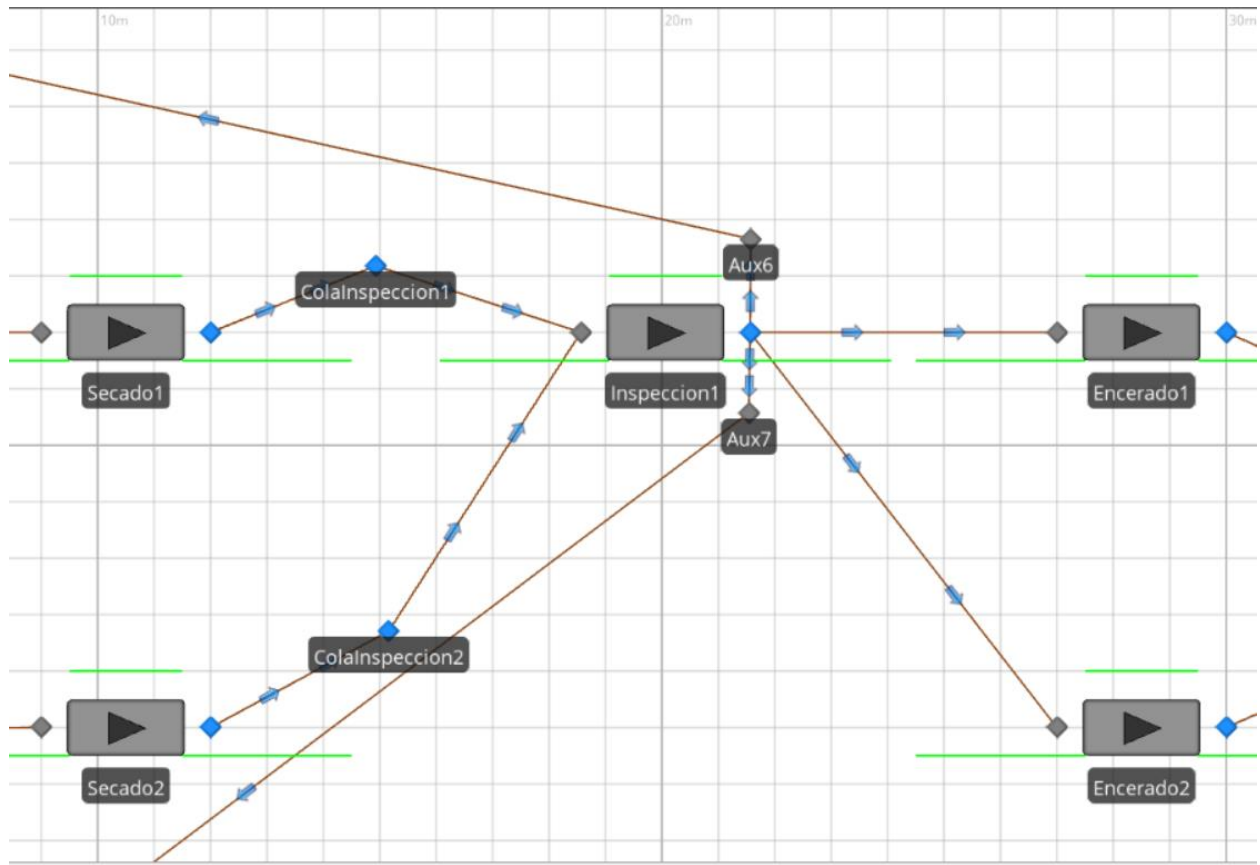 10m
20m
30m
Aux6
ColaInspeccion1
Secado1
Inspeccion1
Encerado1
Aux7
ColaInspeccion2
Secado2
Encerado2